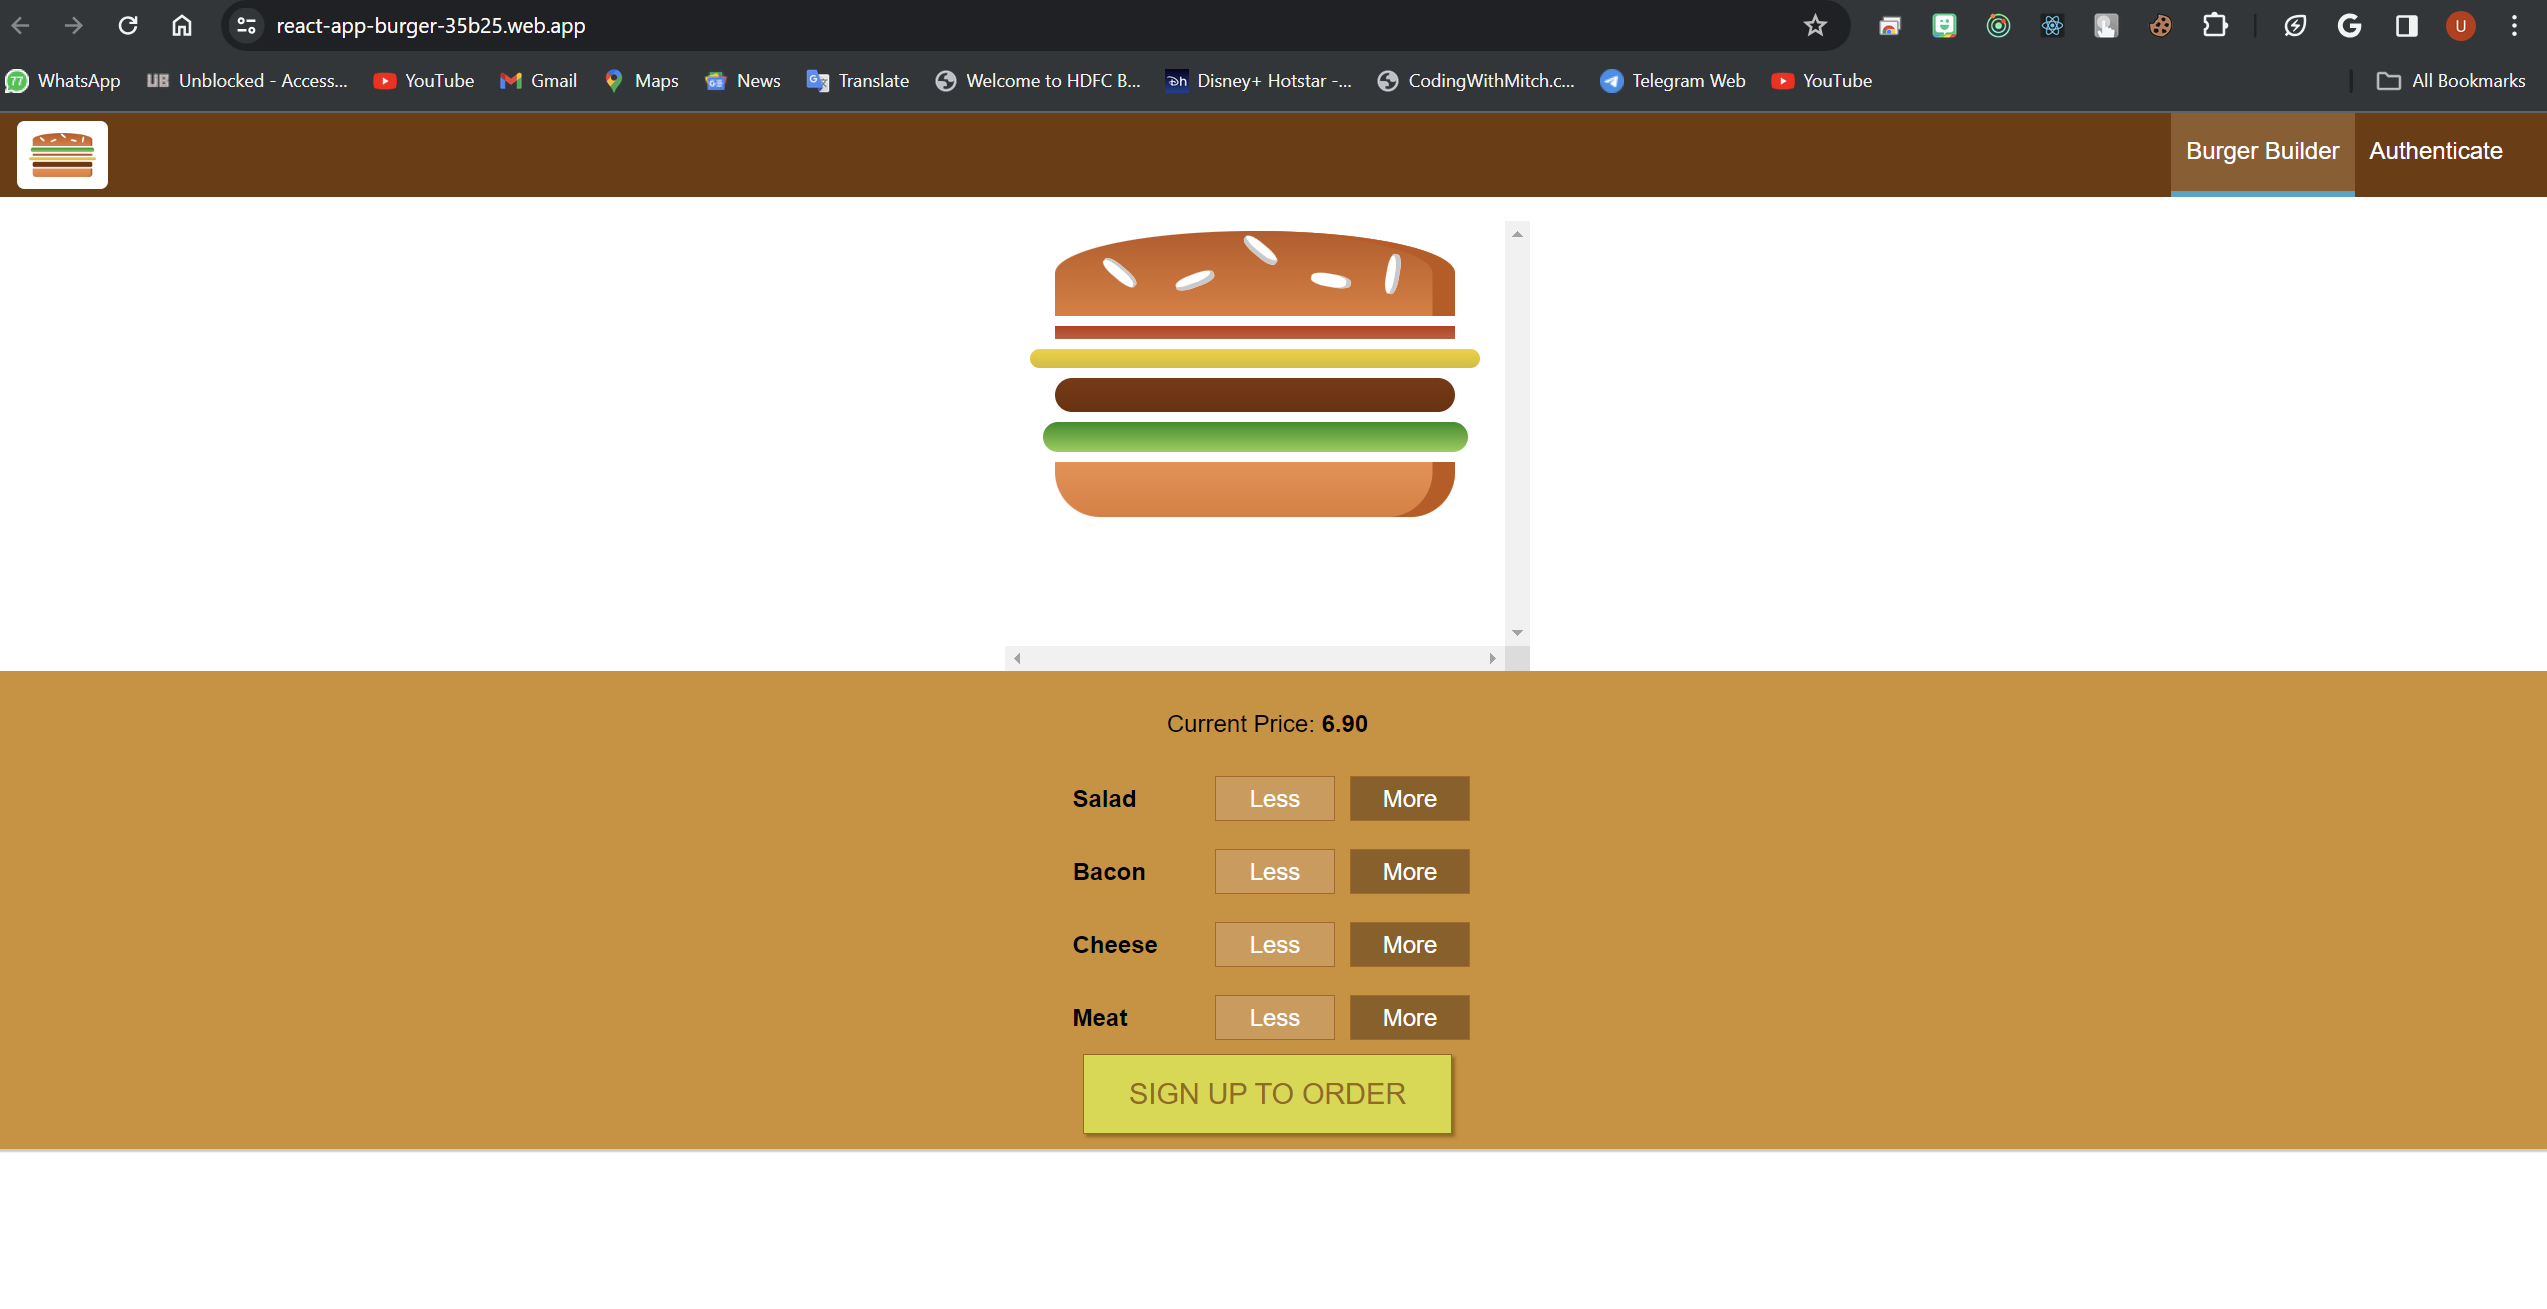 react-app-burger-35b25.web.app
U
77 WhatsApp UB Unblocked - Access... YouTube Gmail Maps News Translate Welcome to HDFC B... Disney+ Hotstar -... CodingWithMitch.c... Telegram Web YouTube All Bookmarks
Burger Builder Authenticate
Current Price: 6.90
Salad Less More
Bacon Less More
Cheese Less More
Meat Less More
SIGN UP TO ORDER